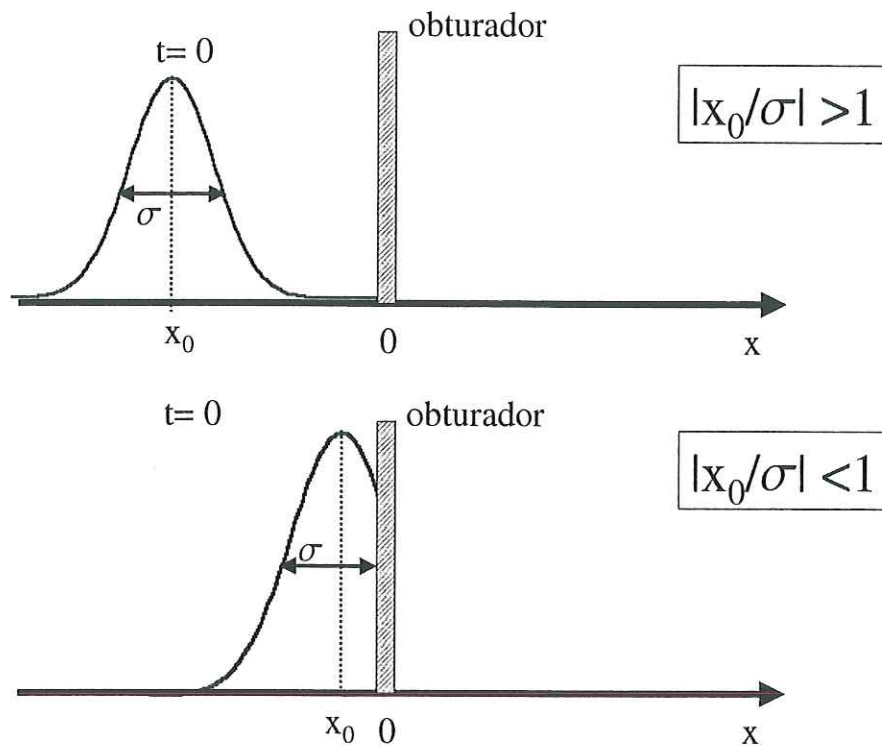 obturador
t= 0
|x₀/σ| >1
σ
x₀
0
x
t= 0
obturador
|x₀/σ| <1
σ
x₀
0
x